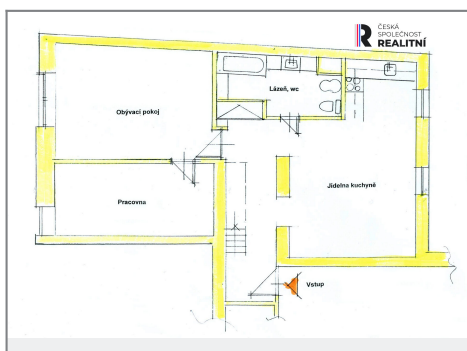 ČESKÁ
SPOLEČNOST
REALITNÍ
Lázeň, wc
Obývací pokoj
Jídelna kuchyně
Pracovna
Vstup